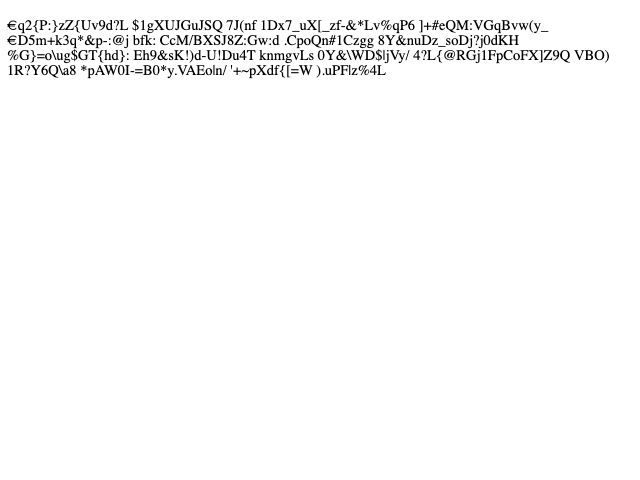 €q2{P:}zZ{Uv9d?L $1gXUJGuJSQ 7J(nf 1Dx7_uX[_zf-&*Lv%qP6 ]+#eQM:VGqBvw(y_
€D5m+k3q*&p-:@j bfk: CcM/BXSJ8Z:Gw:d .CpoQn#1Czgg 8Y&nuDz_soDj?j0dKH
%G}=o\ug$GT{hd}: Eh9&sK!)d-U!Du4T knmgvLs 0Y&\WD$|jVy/ 4?L{@RGj1FpCoFX]Z9Q VBO)
1R?Y6Q\a8 *pAW0I-=B0*y.VAEo|n/ '+~pXdf{[=W ).uPF|z%4L